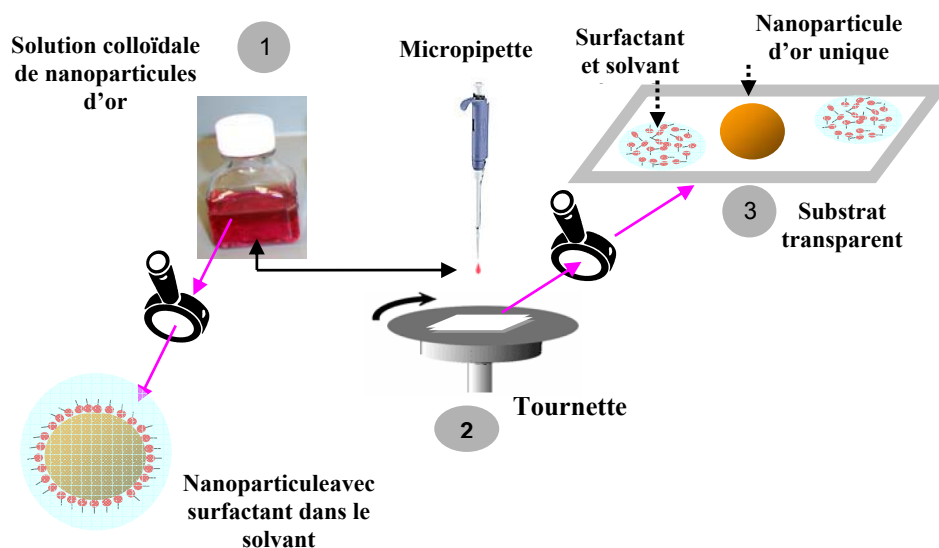 Solution colloïdale
de nanoparticules
d'or
1
Micropipette
Surfactant
et solvant
Nanoparticule
d'or unique
3
Substrat
transparent
Tournette
2
Nanoparticuleavec
surfactant dans le
solvant